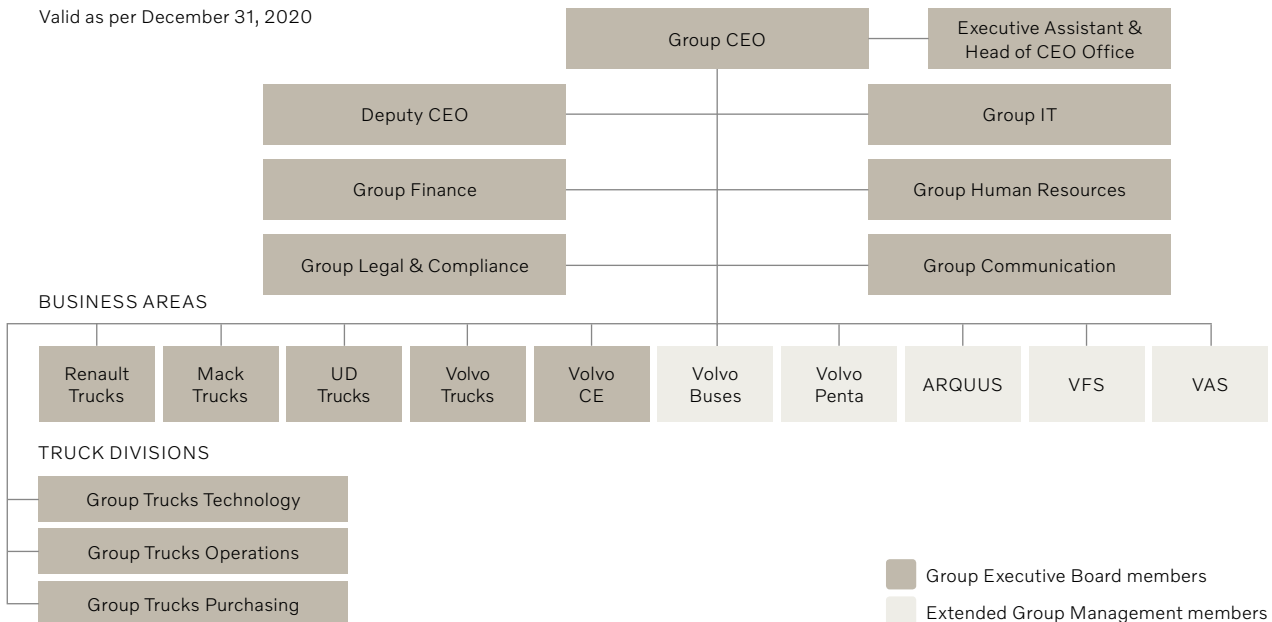 Valid as per December 31, 2020
Group CEO
Executive Assistant &
Head of CEO Office
Deputy CEO
Group IT
Group Finance
Group Human Resources
Group Legal & Compliance
Group Communication
BUSINESS AREAS
Renault
Trucks
Mack
Trucks
UD
Trucks
Volvo
Trucks
Volvo
CE
Volvo
Buses
Volvo
Penta
ARQUUS
VFS
VAS
TRUCK DIVISIONS
Group Trucks Technology
Group Trucks Operations
Group Trucks Purchasing
Group Executive Board members
Extended Group Management members